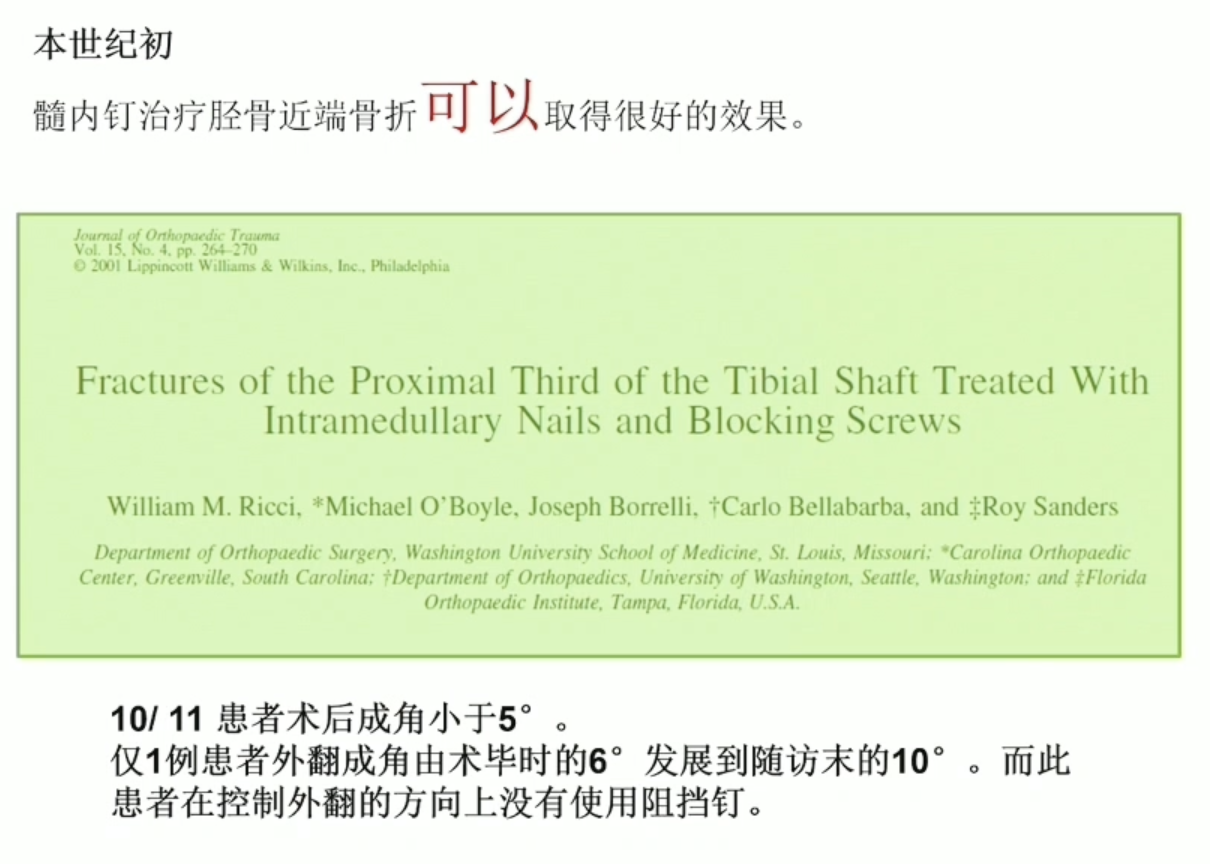 本世纪初
髓内钉治疗胫骨近端骨折可以取得很好的效果。
Journal of Orthopaedic Trauma
Vol. 15, No. 4, pp. 264–270
© 2001 Lippincott Williams & Wilkins, Inc., Philadelphia
Fractures of the Proximal Third of the Tibial Shaft Treated With
Intramedullary Nails and Blocking Screws
William M. Ricci, *Michael O'Boyle, Joseph Borrelli, †Carlo Bellabarba, and ‡Roy Sanders
Department of Orthopaedic Surgery, Washington University School of Medicine, St. Louis, Missouri; *Carolina Orthopaedic
Center, Greenville, South Carolina; †Department of Orthopaedics, University of Washington, Seattle, Washington; and ‡Florida
Orthopaedic Institute, Tampa, Florida, U.S.A.
10/ 11 患者术后成角小于5° 。
仅1例患者外翻成角由术毕时的6° 发展到随访末的10° 。而此
患者在控制外翻的方向上没有使用阻挡钉。